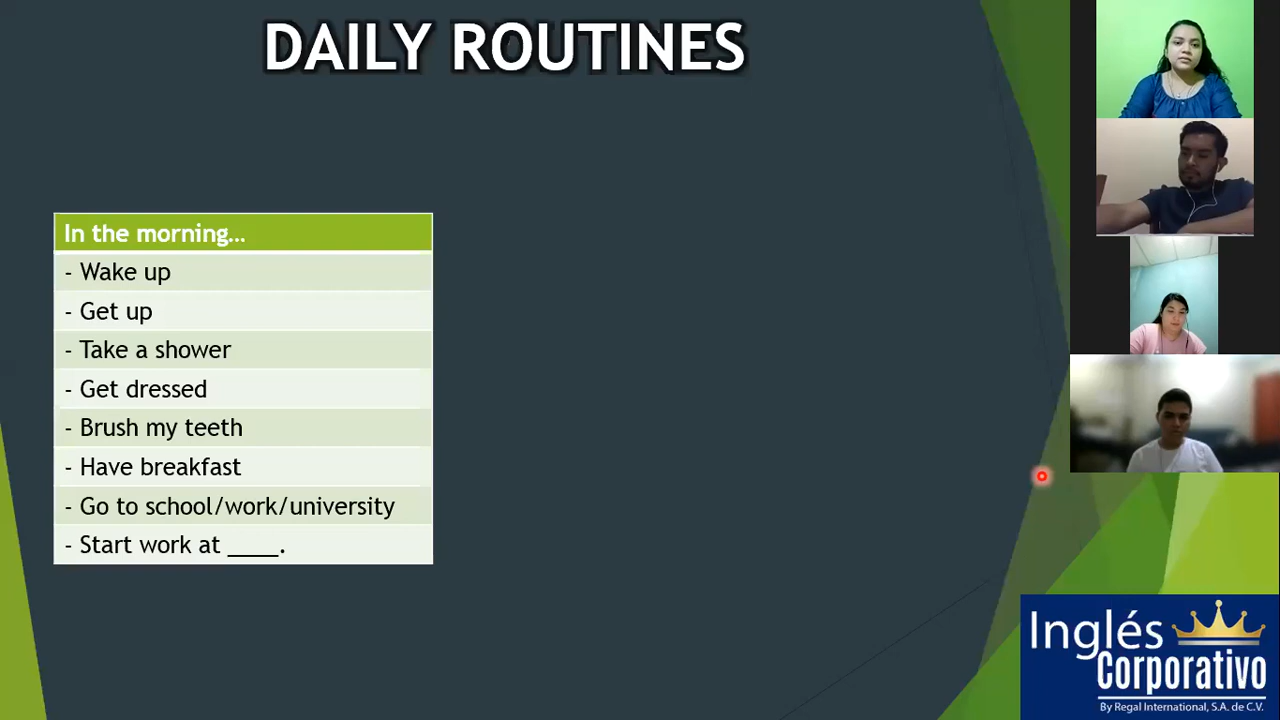 DAILY ROUTINES
In the morning…
- Wake up
- Get up
- Take a shower
- Get dressed
- Brush my teeth
- Have breakfast
- Go to school/work/university
- Start work at ____.
Inglés
Corporativo
By Regal International, S.A. de C.V.